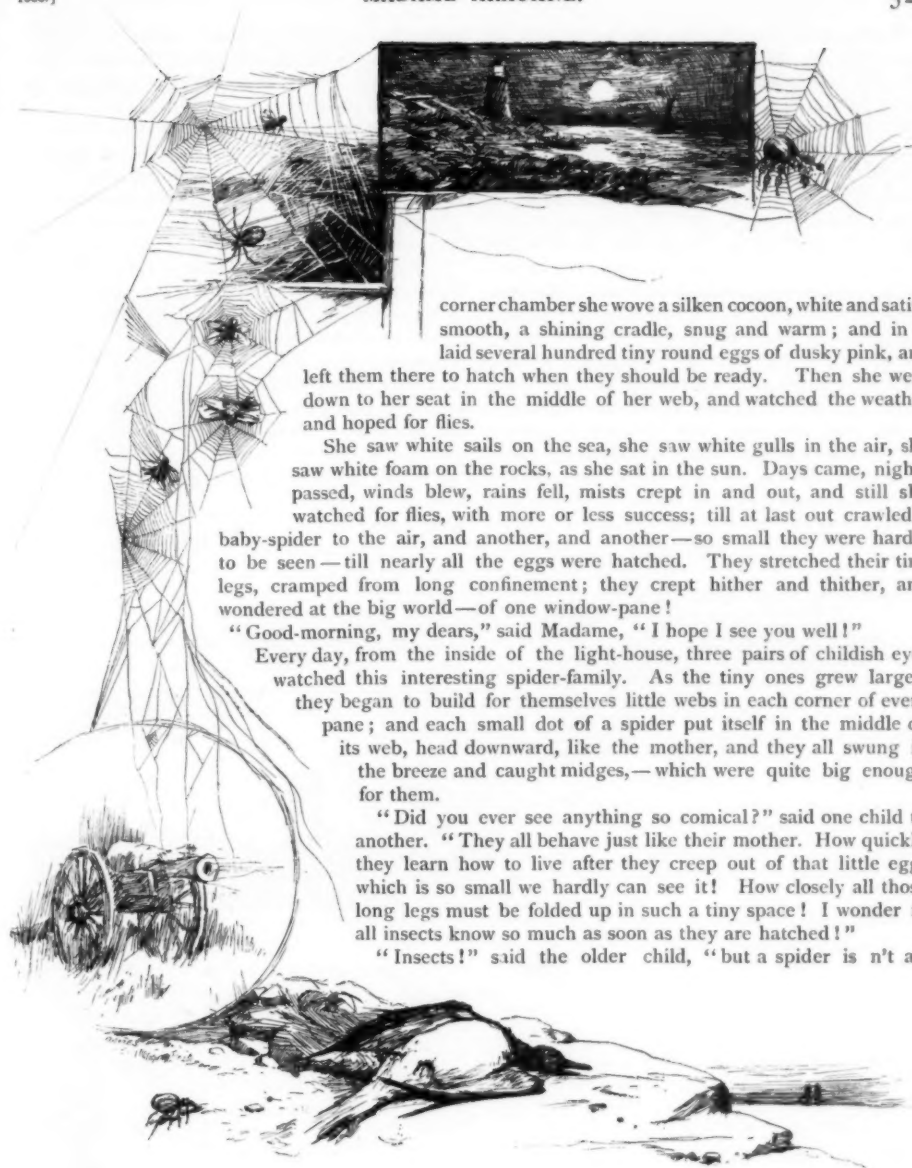 corner chamber she wove a silken cocoon, white and sati
smooth, a shining cradle, snug and warm; and in
laid several hundred tiny round eggs of dusky pink, an
left them there to hatch when they should be ready. Then she we
down to her seat in the middle of her web, and watched the weath
and hoped for flies.
She saw white sails on the sea, she saw white gulls in the air, sh
saw white foam on the rocks, as she sat in the sun. Days came, nigh
passed, winds blew, rains fell, mists crept in and out, and still sh
watched for flies, with more or less success; till at last out crawled
baby-spider to the air, and another, and another—so small they were hard
to be seen—till nearly all the eggs were hatched. They stretched their tin
legs, cramped from long confinement; they crept hither and thither, an
wondered at the big world—of one window-pane!
"Good-morning, my dears," said Madame, "I hope I see you well!"
Every day, from the inside of the light-house, three pairs of childish ey
watched this interesting spider-family. As the tiny ones grew large
they began to build for themselves little webs in each corner of ever
pane; and each small dot of a spider put itself in the middle o
its web, head downward, like the mother, and they all swung
the breeze and caught midges,—which were quite big enoug
for them.
"Did you ever see anything so comical?" said one child
another. "They all behave just like their mother. How quickl
they learn how to live after they creep out of that little egg
which is so small we hardly can see it! How closely all thos
long legs must be folded up in such a tiny space! I wonder
all insects know so much as soon as they are hatched!"
"Insects!" said the older child, "but a spider is n't a